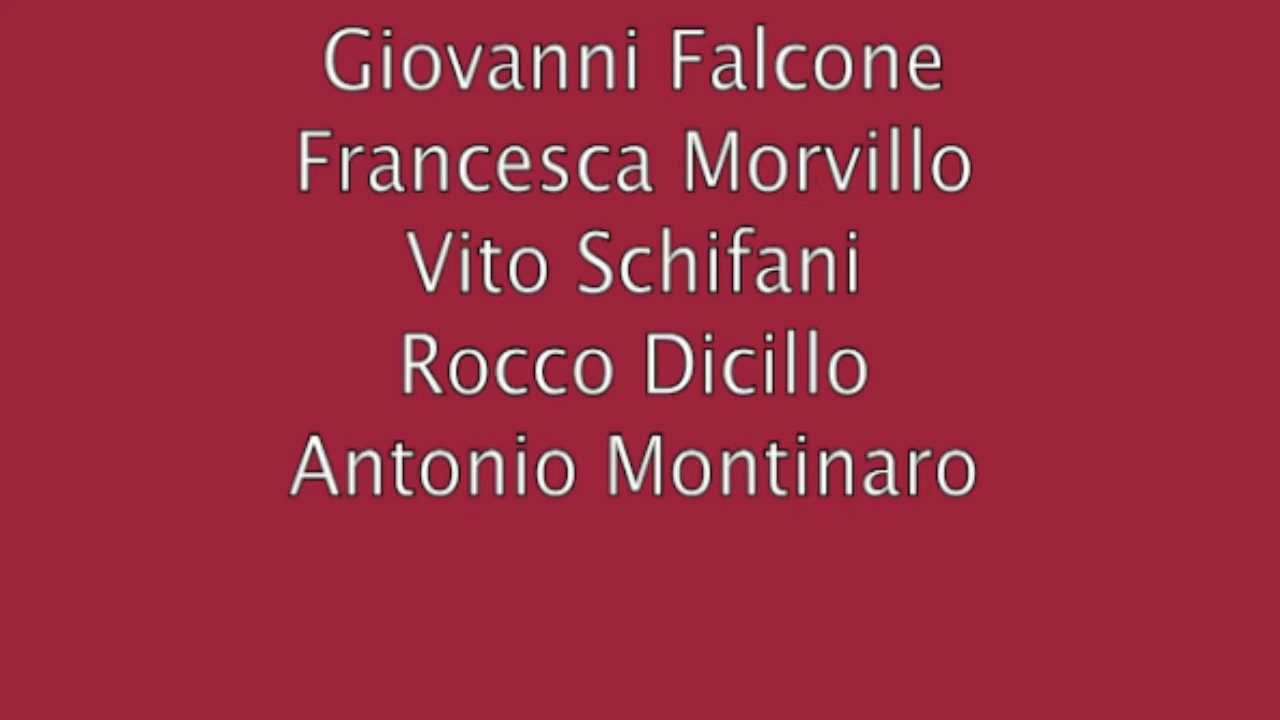 Giovanni Falcone
Francesca Morvillo
Vito Schifani
Rocco Dicillo
Antonio Montinaro